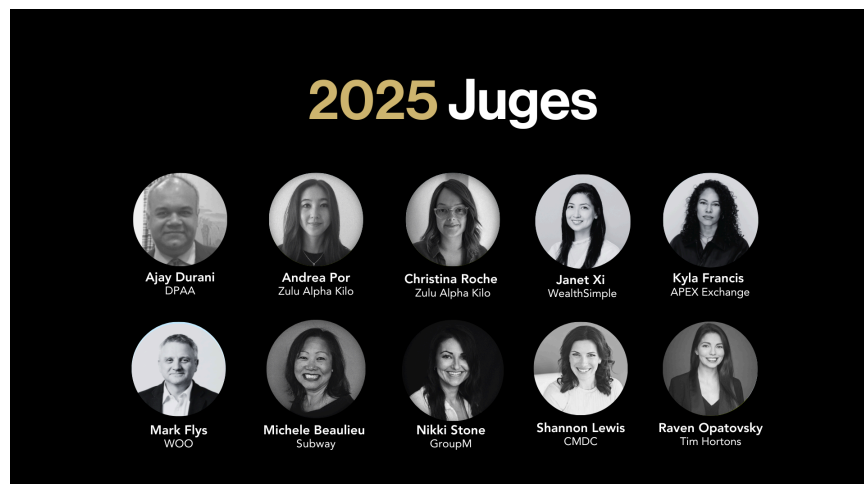 2025 Juges
Ajay Durani
DPAA
Andrea Por
Zulu Alpha Kilo
Christina Roche
Zulu Alpha Kilo
Janet Xi
WealthSimple
Kyla Francis
APEX Exchange
Mark Flys
WOO
Michele Beaulieu
Subway
Nikki Stone
GroupM
Shannon Lewis
CMDC
Raven Opatovsky
Tim Hortons